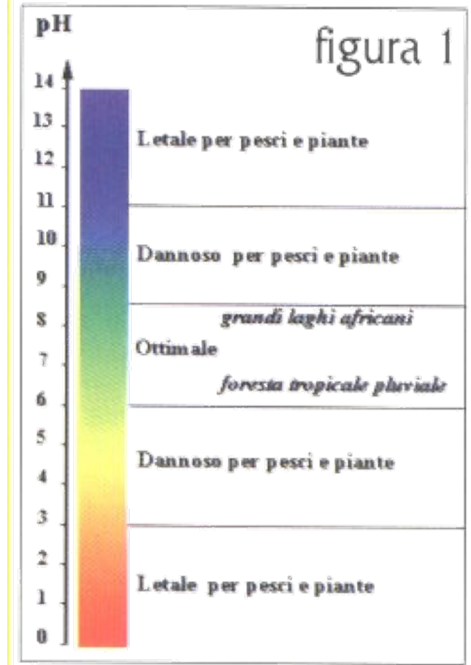 pH
figura 1
14
13
Letale per pesci e piante
12
11
10
Dannoso per pesci e piante
9
8
grandi laghi africani
Ottimale
7
foresta tropicale pluviale
6
5
Dannoso per pesci e piante
4
3
2
Letale per pesci e piante
1
0